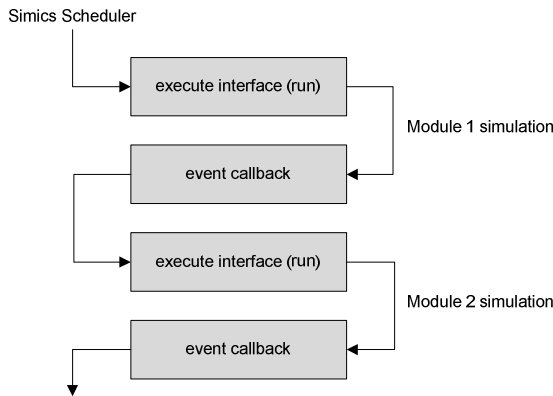 Simics Scheduler
execute interface (run)
Module 1 simulation
event callback
execute interface (run)
Module 2 simulation
event callback